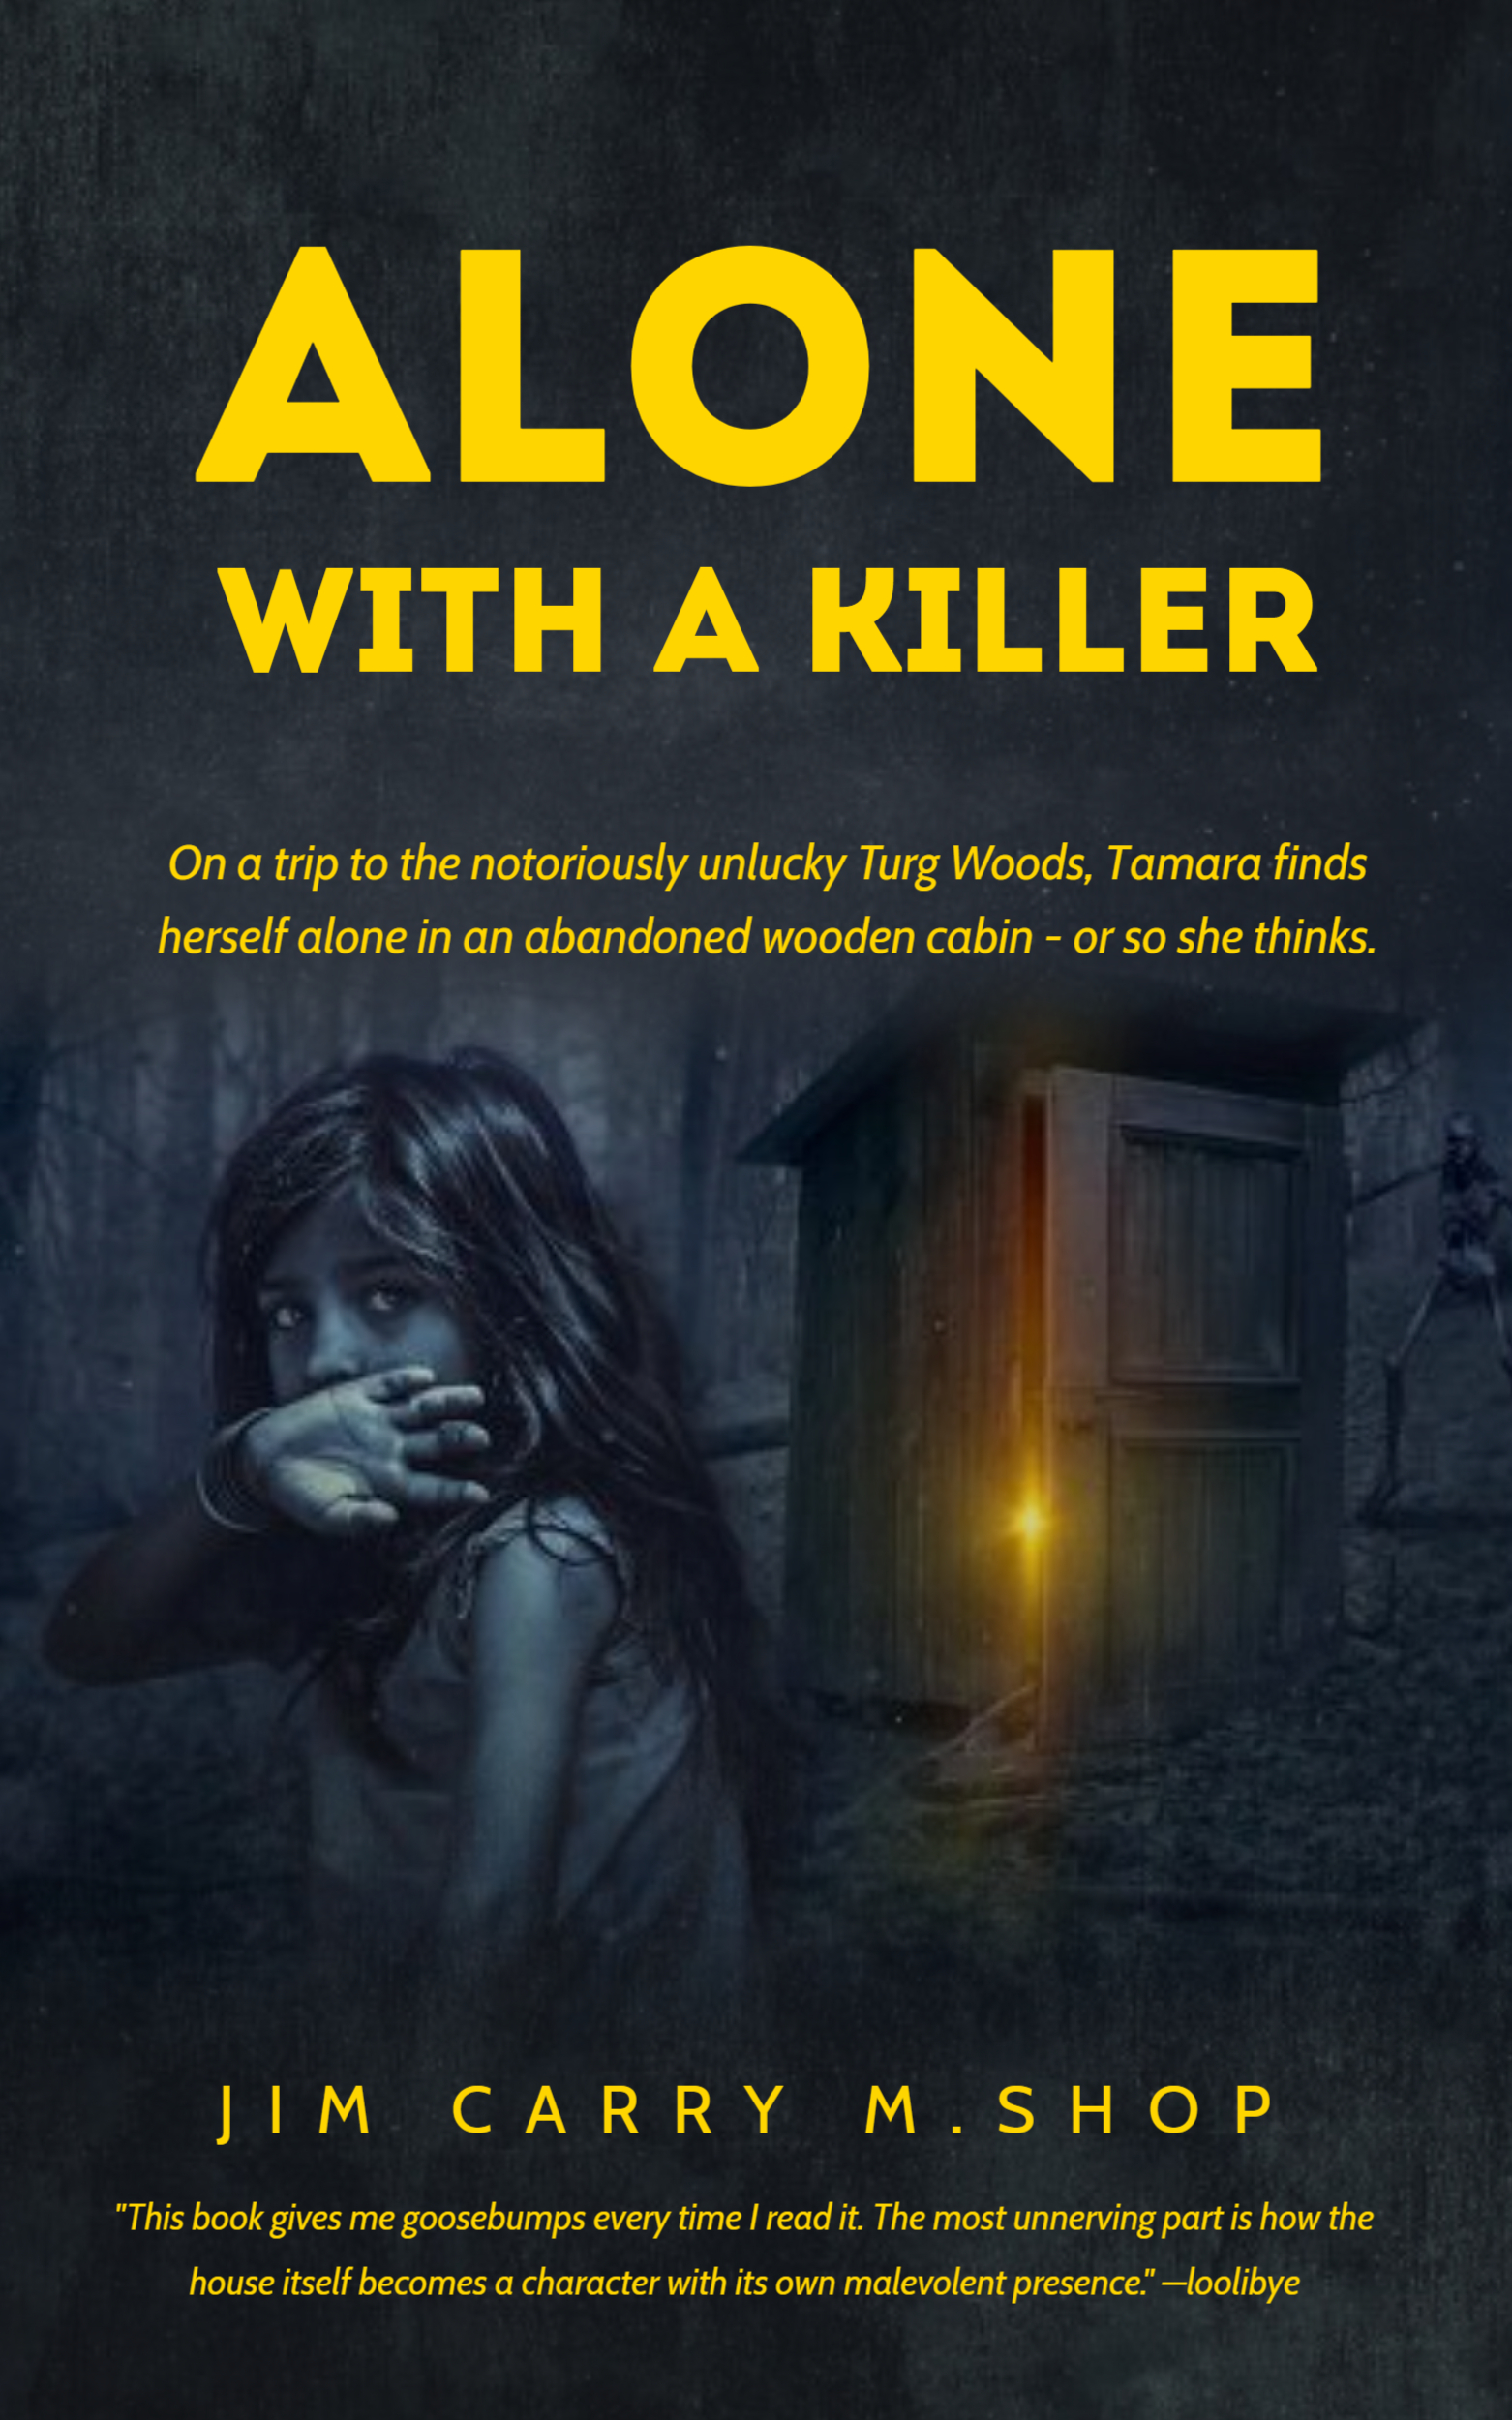 ALONE
WITH A KILLER
On a trip to the notoriously unlucky Turg Woods, Tamara finds
herself alone in an abandoned wooden cabin - or so she thinks.
JIM CARRY M.SHOP
"This book gives me goosebumps every time I read it. The most unnerving part is how the
house itself becomes a character with its own malevolent presence." —loolibye